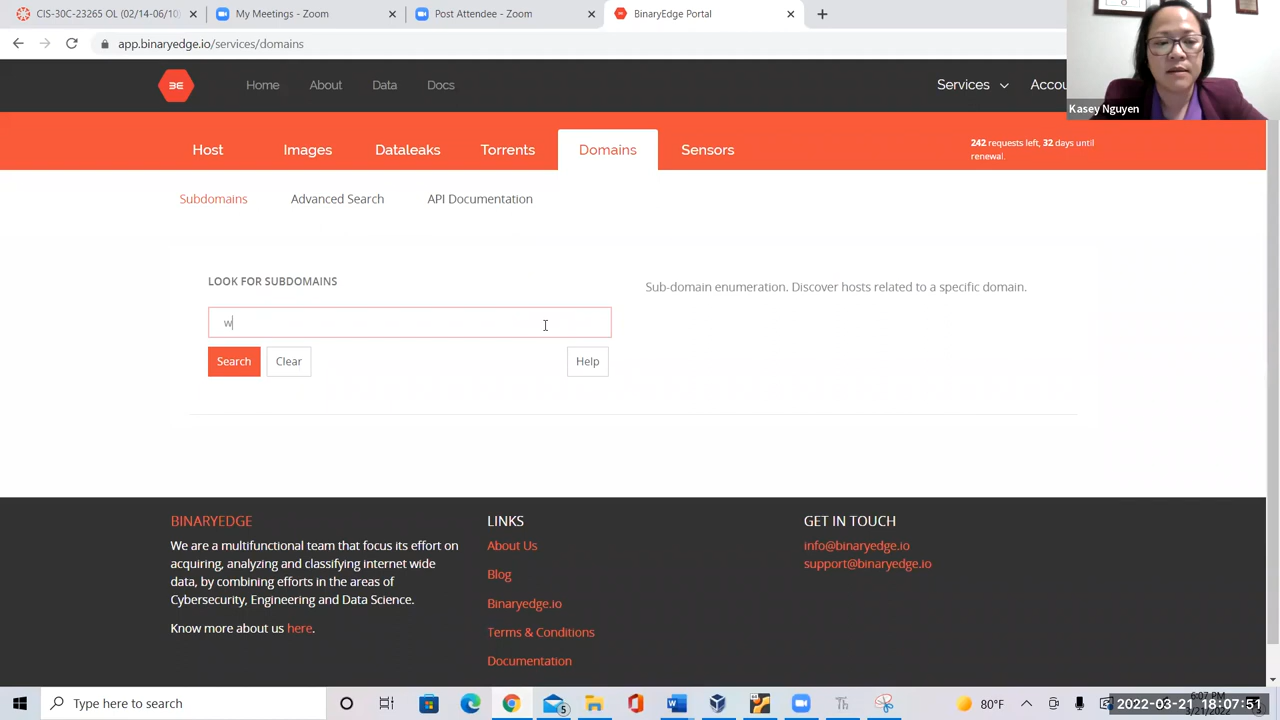 CIS-30C-23265 OL (02/14-06/10)
My Meetings - Zoom
Post Attendee - Zoom
BinaryEdge Portal
app.binaryedge.io/services/domains
Kasey Nguyen
Home About Data Docs Services
Host Images Dataleaks Torrents Domains Sensors
242 requests left, 32 days until
renewal.
Subdomains Advanced Search API Documentation
LOOK FOR SUBDOMAINS
Sub-domain enumeration. Discover hosts related to a specific domain.
w
Search Clear Help
BINARYEDGE
We are a multifunctional team that focus its effort on
acquiring, analyzing and classifying internet wide
data, by combining efforts in the areas of
Cybersecurity, Engineering and Data Science.
Know more about us here.
LINKS
About Us
Blog
Binaryedge.io
Terms & Conditions
Documentation
GET IN TOUCH
info@binaryedge.io
support@binaryedge.io
Type here to search
5
80°F
6:07 PM
2022-03-21 18:07:51